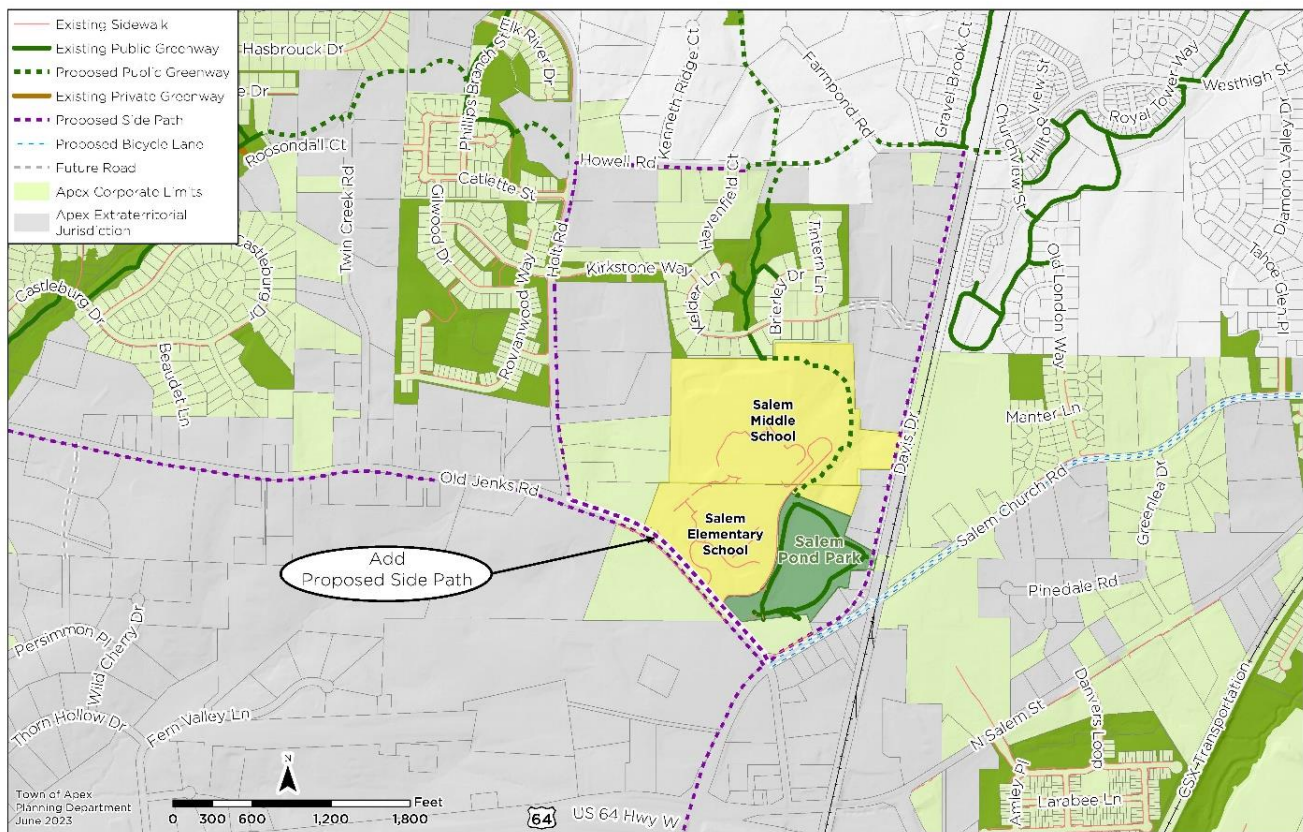 Existing Sidewalk
Existing Public Greenway
Proposed Public Greenway
Existing Private Greenway
Proposed Side Path
Proposed Bicycle Lane
Future Road
Apex Corporate Limits
Apex Extraterritorial
Jurisdiction
Hasbrouck Dr
e Dr
Roosondall Ct
Castleburg Dr
Castleburg Dr
Beaudet Ln
Twin Creek Rd
Phillips Branch St
Elk River Dr
Catlette St
Gilwood Dr
Rowanwood Way
Holt Rd
Howell Rd
Kenneth Ridge Ct
Havenfield Ct
Kirkstone Way
Kelder Ln
Brierley Dr
Tintern Ln
Farmpond Rd
Gravel Brook Ct
Churchview St
Hilltop View St
Royal Tower Way
Westhigh St
Diamond Valley Dr
Tahoe Glen Pl
Old London Way
Manter Ln
Davis Dr
Salem Church Rd
Greenlea Dr
Pinedale Rd
Salem
Middle
School
Salem
Elementary
School
Salem
Pond Park
Old Jenks Rd
Add
Proposed Side Path
Persimmon Pl
Wild Cherry Dr
Thorn Hollow Dr
Fern Valley Ln
N Salem St
Danvers Loop
Amley Pl
Larabee Ln
CSX-Transportation
US 64 Hwy W
64
N
Town of Apex
Planning Department
June 2023
Feet
0 300 600 1,200 1,800